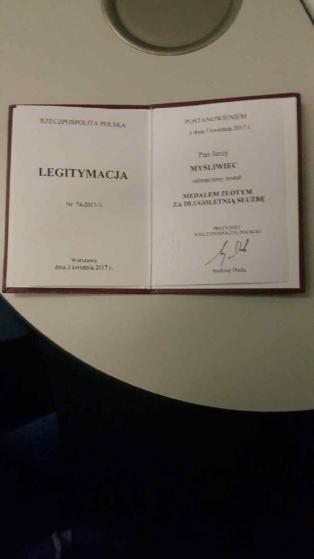 RZECZPOSPOLITA POLSKA
LEGITYMACJA
Nr 74-2017-3
Warszawa
dnia 3 kwietnia 2017 r.
POSTANOWIENIEM
z dnia 3 kwietnia 2017 r.
Pan Jerzy
MYŚLIWIEC
odznaczony został
MEDALEM ZŁOTYM
ZA DŁUGOLETNIĄ SŁUŻBĘ
PREZYDENT
RZECZYPOSPOLITEJ POLSKIEJ
Andrzej Duda